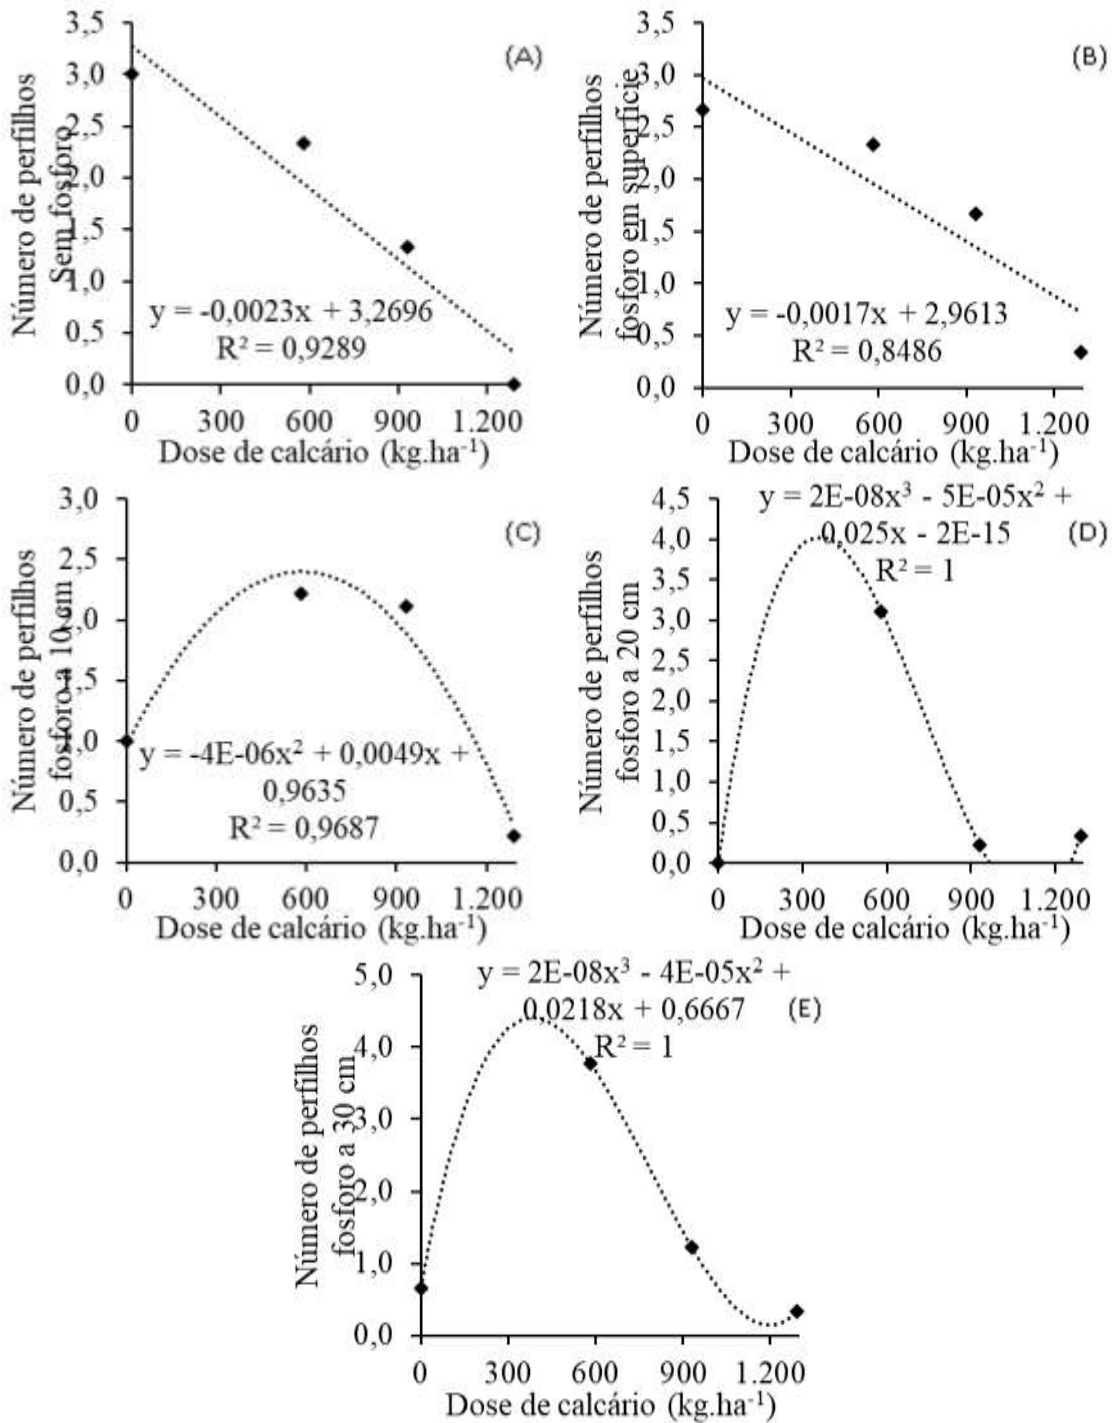 Número de perfilhos
Sem fosforo
3,5
3,0
2,5
2,0
1,5
1,0
0,5
0,0
(A)
y = -0,0023x + 3,2696
R² = 0,9289
0 300 600 900 1.200
Dose de calcário (kg.ha⁻¹)
Número de perfilhos
fosforo em superfície
3,5
3,0
2,5
2,0
1,5
1,0
0,5
0,0
(B)
y = -0,0017x + 2,9613
R² = 0,8486
0 300 600 900 1.200
Dose de calcário (kg.ha⁻¹)
Número de perfilhos
fosforo a 10 cm
3,0
2,5
2,0
1,5
1,0
0,5
0,0
(C)
y = -4E-06x² + 0,0049x +
0,9635
R² = 0,9687
0 300 600 900 1.200
Dose de calcário (kg.ha⁻¹)
Número de perfilhos
fosforo a 20 cm
4,5
4,0
3,5
3,0
2,5
2,0
1,5
1,0
0,5
0,0
y = 2E-08x³ - 5E-05x² +
0,025x - 2E-15
(D)
R² = 1
0 300 600 900 1.200
Dose de calcário (kg.ha⁻¹)
Número de perfilhos
fosforo a 30 cm
5,0
4,0
3,0
2,0
1,0
0,0
y = 2E-08x³ - 4E-05x² +
0,0218x + 0,6667
(E)
R² = 1
0 300 600 900 1.200
Dose de calcário (kg.ha⁻¹)